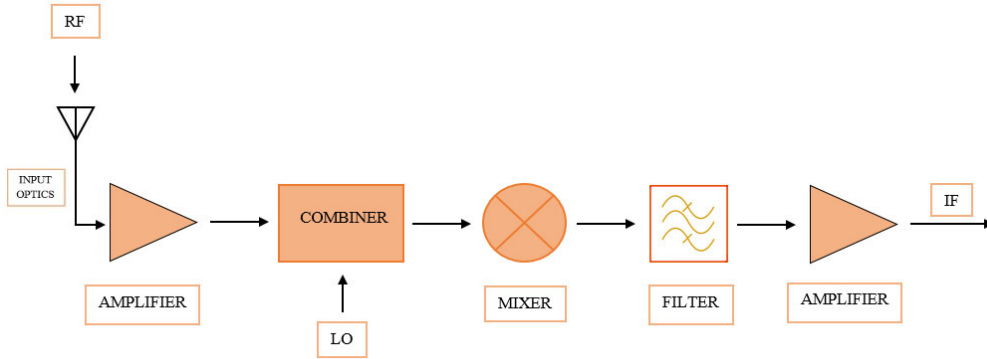 RF
INPUT
OPTICS
COMBINER
IF
AMPLIFIER
MIXER
FILTER
AMPLIFIER
LO